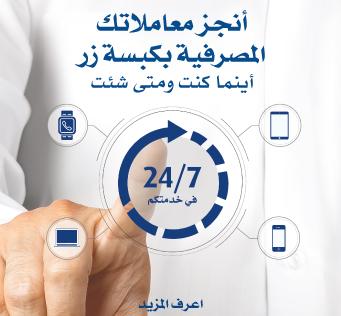 أنجز معاملاتك
المصرفية بكبسة زر
أينما كنت ومتى شئت
24/7
في خدمتكم
اعرف المزيد